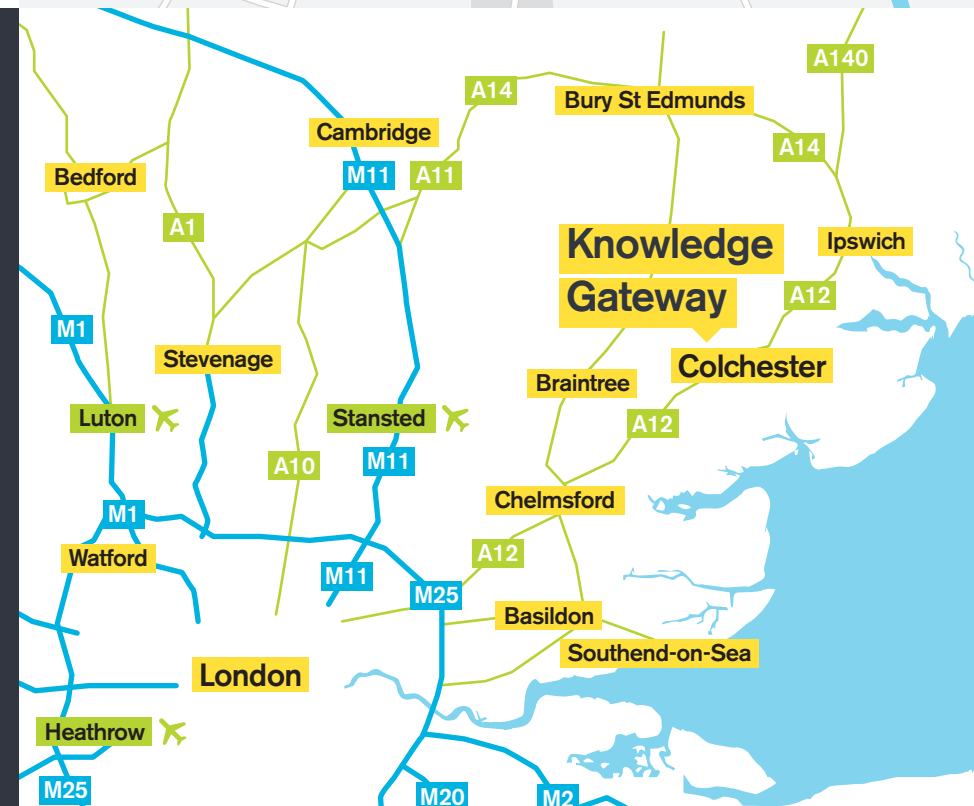 A140
A14
Bury St Edmunds
Cambridge
A14
M11
A11
Bedford
A1
Knowledge
Gateway
Ipswich
A12
M1
Stevenage
Colchester
Braintree
Luton
Stansted
A12
M11
A10
Chelmsford
M1
A12
Watford
M11
M25
Basildon
Southend-on-Sea
London
Heathrow
M25
M20
M2